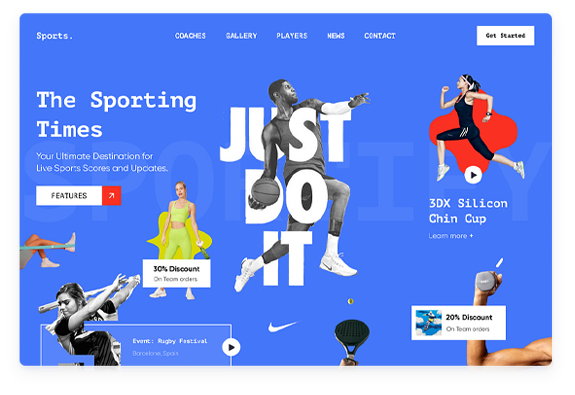 Sports.
COACHES
GALLERY
PLAYERS
NEWS
CONTACT
Get Started
The Sporting
Times
Your Ultimate Destination for
Live Sports Scores and Updates.
FEATURES
JUST
DO
IT
3DX Silicon
Chin Cup
Learn more +
30% Discount
On Team orders
20% Discount
On Team orders
Event: Rugby Festival
Barcelona, Spain